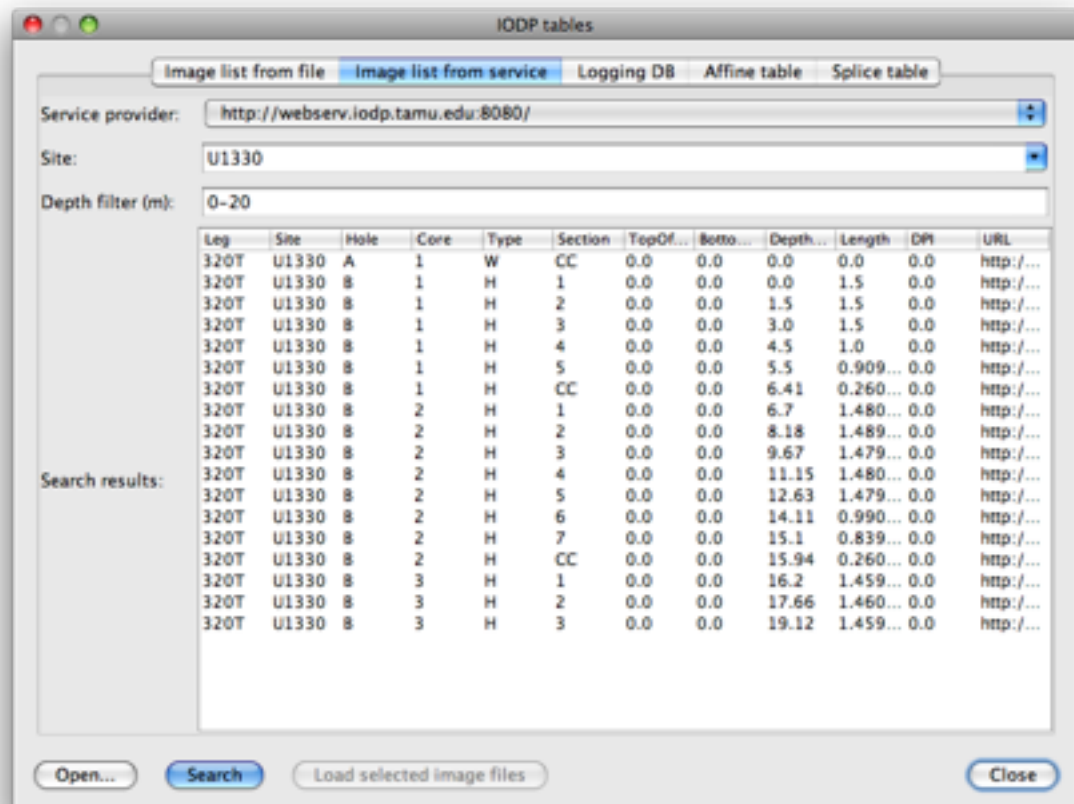 IODP tables
Image list from file Image list from service Logging DB Affine table Splice table
Service provider: http://webserv.iodp.tamu.edu:8080/
Site: U1330
Depth filter (m): 0-20
Leg Site Hole Core Type Section TopOf... Botto... Depth... Length DPI URL
320T U1330 A 1 W CC 0.0 0.0 0.0 0.0 0.0 http:/...
320T U1330 B 1 H 1 0.0 0.0 0.0 1.5 0.0 http:/...
320T U1330 B 1 H 2 0.0 0.0 1.5 1.5 0.0 http:/...
320T U1330 B 1 H 3 0.0 0.0 3.0 1.5 0.0 http:/...
320T U1330 B 1 H 4 0.0 0.0 4.5 1.0 0.0 http:/...
320T U1330 B 1 H 5 0.0 0.0 5.5 0.909... 0.0 http:/...
320T U1330 B 1 H CC 0.0 0.0 6.41 0.260... 0.0 http:/...
320T U1330 B 2 H 1 0.0 0.0 6.7 1.480... 0.0 http:/...
320T U1330 B 2 H 2 0.0 0.0 8.18 1.489... 0.0 http:/...
320T U1330 B 2 H 3 0.0 0.0 9.67 1.479... 0.0 http:/...
Search results:
320T U1330 B 2 H 4 0.0 0.0 11.15 1.480... 0.0 http:/...
320T U1330 B 2 H 5 0.0 0.0 12.63 1.479... 0.0 http:/...
320T U1330 B 2 H 6 0.0 0.0 14.11 0.990... 0.0 http:/...
320T U1330 B 2 H 7 0.0 0.0 15.1 0.839... 0.0 http:/...
320T U1330 B 2 H CC 0.0 0.0 15.94 0.260... 0.0 http:/...
320T U1330 B 3 H 1 0.0 0.0 16.2 1.459... 0.0 http:/...
320T U1330 B 3 H 2 0.0 0.0 17.66 1.460... 0.0 http:/...
320T U1330 B 3 H 3 0.0 0.0 19.12 1.459... 0.0 http:/...
Open... Search Load selected image files Close